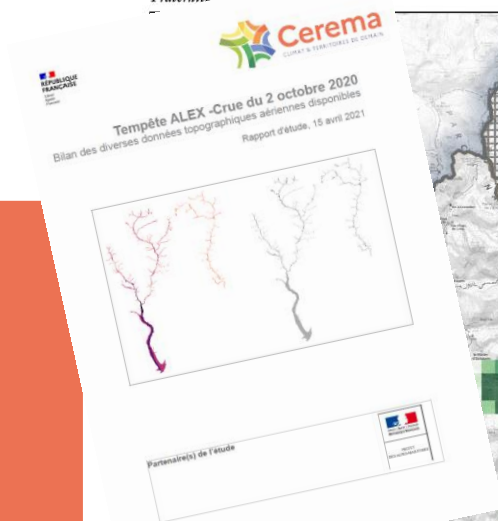 Cerema
CLIMAT & TERRITOIRES DE DEMAIN
RÉPUBLIQUE
FRANÇAISE
Tempête ALEX -Crue du 2 octobre 2020
Bilan des diverses données topographiques aériennes disponibles
Rapport d'étude, 15 avril 2021
Partenaire(s) de l'étude